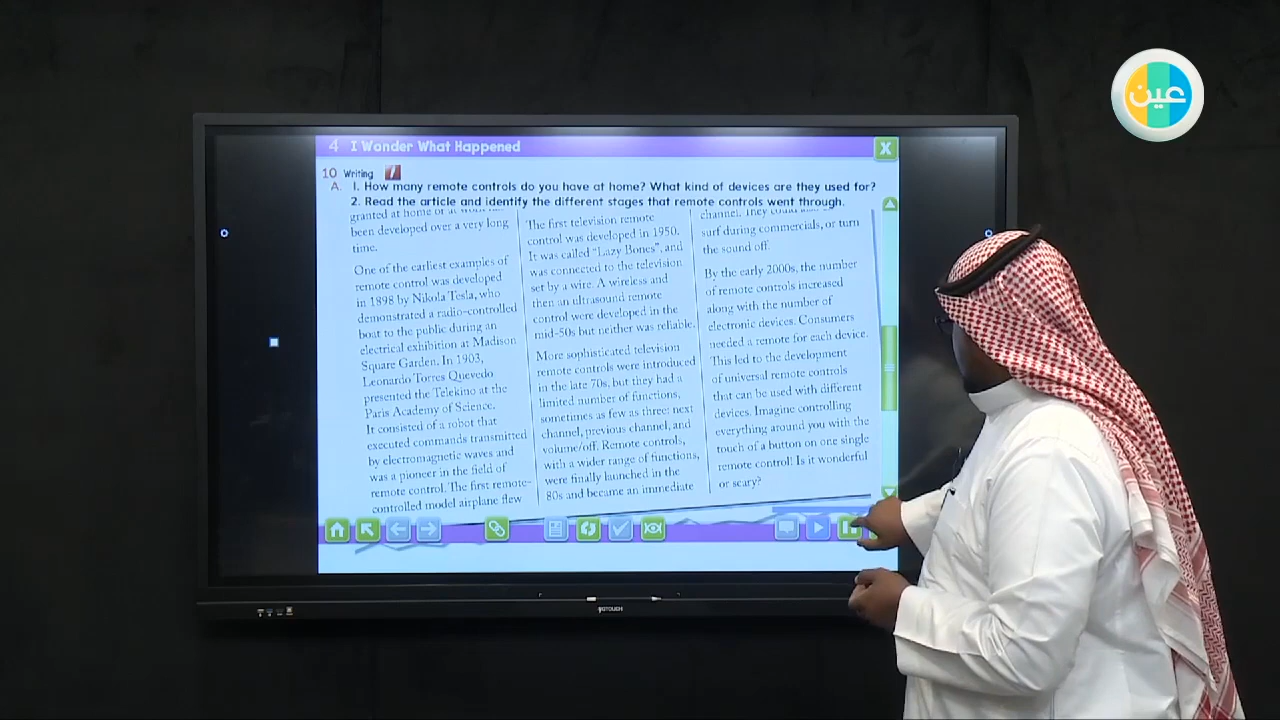 عين
4 I Wonder What Happened
X
10 Writing
A. 1. How many remote controls do you have at home? What kind of devices are they used for?
2. Read the article and identify the different stages that remote controls went through.
granted at home or at
been developed over a very long
time.
One of the earliest examples of
remote control was developed
in 1898 by Nikola Tesla, who
demonstrated a radio-controlled
boat to the public during an
electrical exhibition at Madison
Square Garden. In 1903,
Leonardo Torres Quevedo
presented the Telekino at the
Paris Academy of Science.
It consisted of a robot that
executed commands transmitted
by electromagnetic waves and
was a pioneer in the field of
remote control. The first remote-
controlled model airplane flew
The first television remote
control was developed in 1950.
It was called “Lazy Bones”, and
was connected to the television
set by a wire. A wireless and
then an ultrasound remote
control were developed in the
mid-50s but neither was reliable.
More sophisticated television
remote controls were introduced
in the late 70s, but they had a
limited number of functions,
sometimes as few as three: next
channel, previous channel, and
volume/off. Remote controls,
with a wider range of functions,
were finally launched in the
80s and became an immediate
channel. They could
surf during commercials, or turn
the sound off.
By the early 2000s, the number
of remote controls increased
along with the number of
electronic devices. Consumers
needed a remote for each device.
This led to the development
of universal remote controls
that can be used with different
devices. Imagine controlling
everything around you with the
touch of a button on one single
remote control! Is it wonderful
or scary?